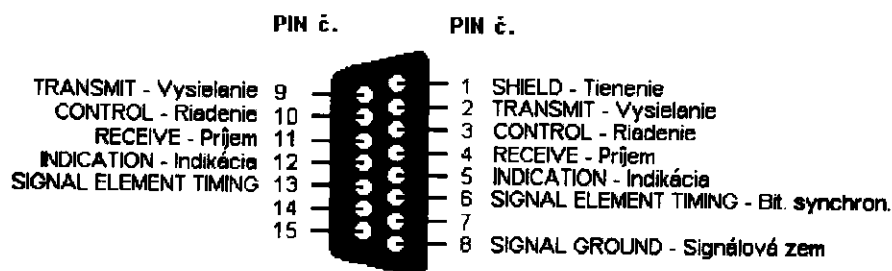 PIN č. PIN č.
TRANSMIT - Vysielanie 9
CONTROL - Riadenie 10
RECEIVE - Príjem 11
INDICATION - Indikácia 12
SIGNAL ELEMENT TIMING 13
14
15
1 SHIELD - Tienenie
2 TRANSMIT - Vysielanie
3 CONTROL - Riadenie
4 RECEIVE - Príjem
5 INDICATION - Indikácia
6 SIGNAL ELEMENT TIMING - Bit. synchron.
7
8 SIGNAL GROUND - Signálová zem